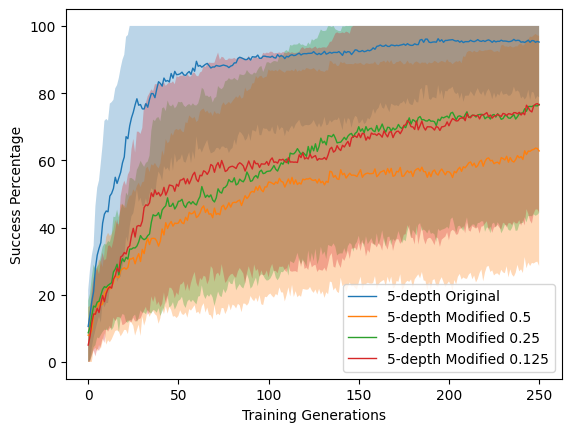 100
80
60
40
20
0
Success Percentage
5-depth Original
5-depth Modified 0.5
5-depth Modified 0.25
5-depth Modified 0.125
0 50 100 150 200 250
Training Generations